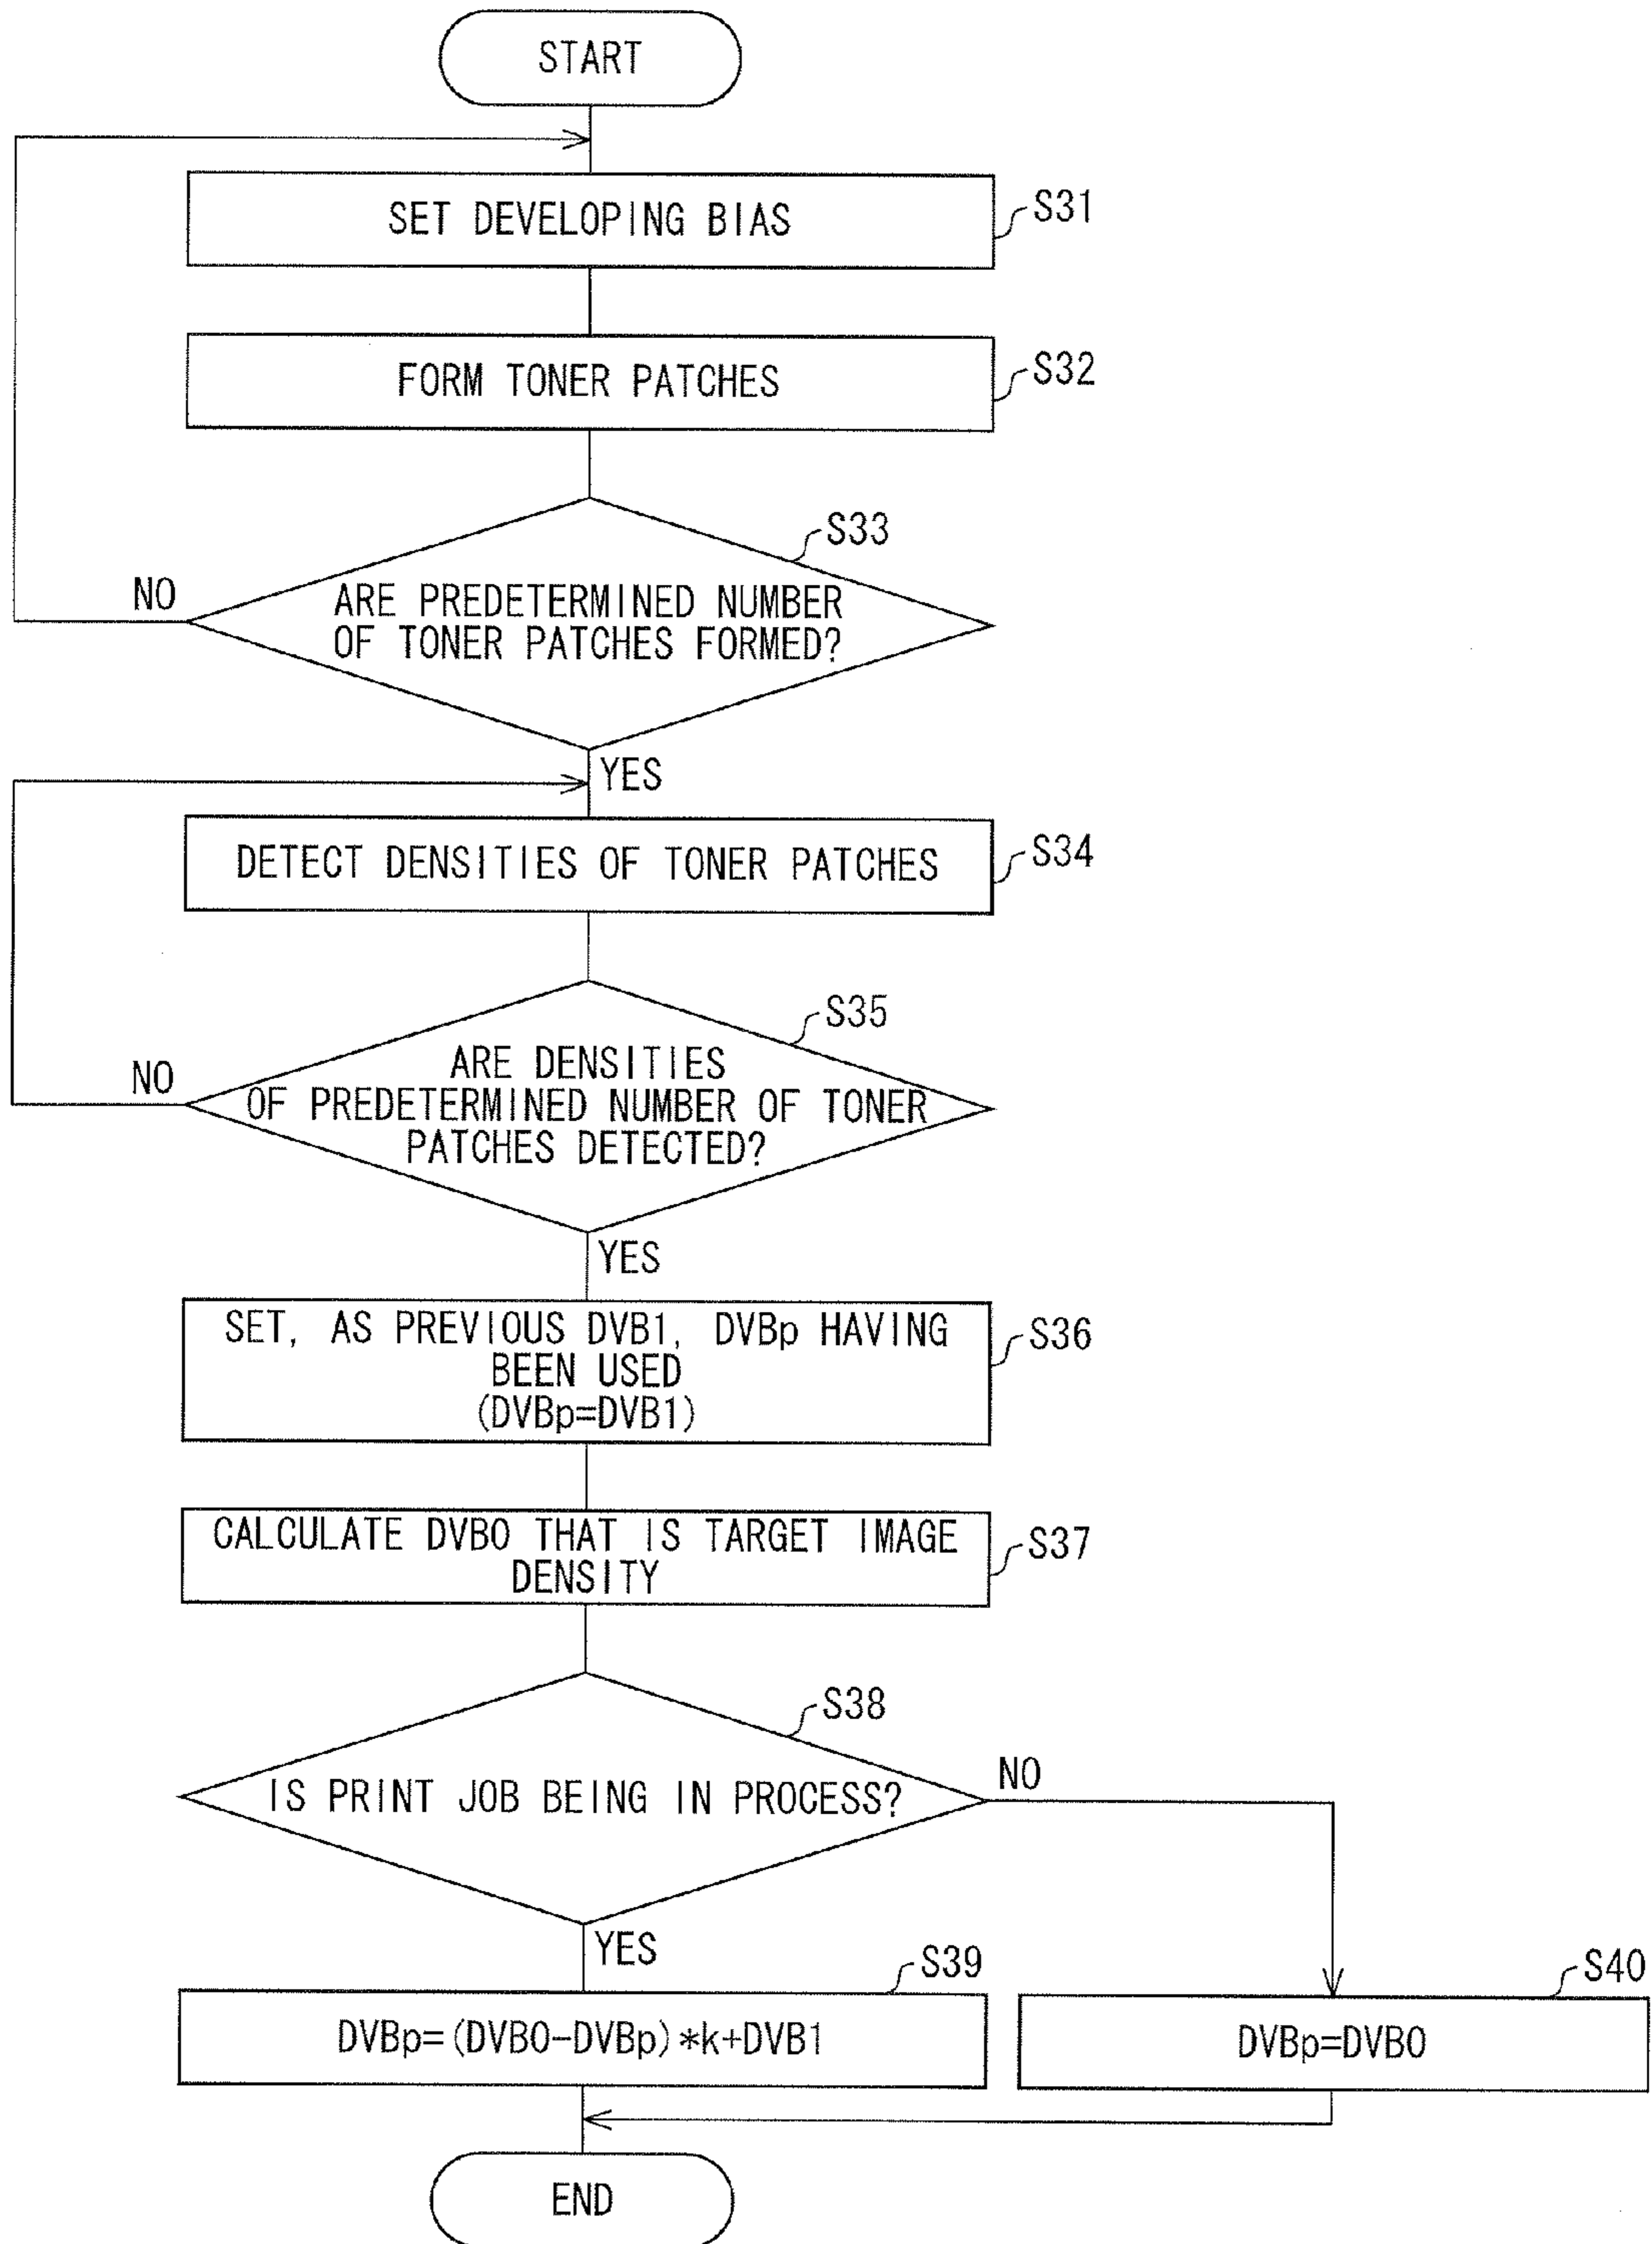 START
SET DEVELOPING BIAS
S31
FORM TONER PATCHES
S32
S33
NO
ARE PREDETERMINED NUMBER
OF TONER PATCHES FORMED?
YES
DETECT DENSITIES OF TONER PATCHES
S34
S35
NO
ARE DENSITIES
OF PREDETERMINED NUMBER OF TONER
PATCHES DETECTED?
YES
SET, AS PREVIOUS DVB1, DVBp HAVING
BEEN USED
(DVBp=DVB1)
S36
CALCULATE DVB0 THAT IS TARGET IMAGE
DENSITY
S37
S38
IS PRINT JOB BEING IN PROCESS?
NO
YES
S39
DVBp=(DVB0-DVBp)*k+DVB1
S40
DVBp=DVB0
END